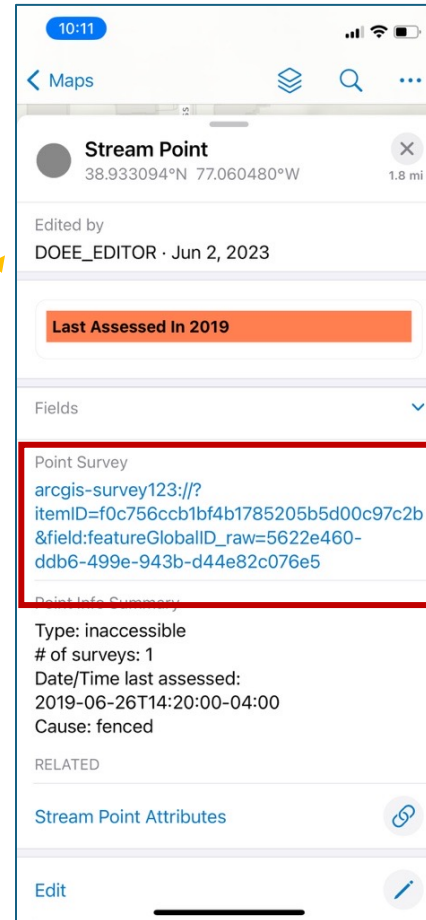 10:11
Maps
Stream Point
38.933094°N 77.060480°W
1.8 mi
Edited by
DOEE_EDITOR · Jun 2, 2023
Last Assessed In 2019
Fields
Point Survey
arcgis-survey123://?
itemID=f0c756ccb1bf4b1785205b5d00c97c2b
&field:featureGlobalID_raw=5622e460-
ddb6-499e-943b-d44e82c076e5
Point Info Summary
Type: inaccessible
# of surveys: 1
Date/Time last assessed:
2019-06-26T14:20:00-04:00
Cause: fenced
RELATED
Stream Point Attributes
Edit